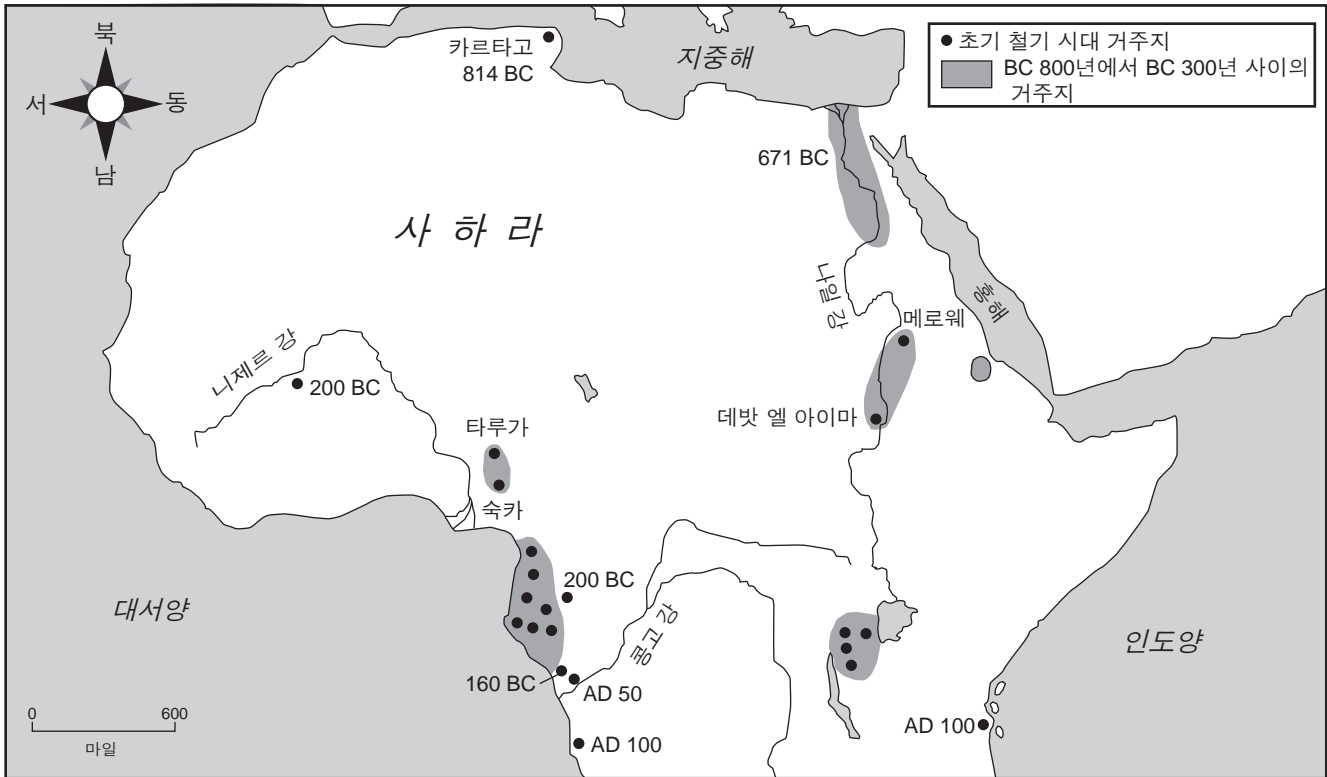 북
서
동
남
카르타고
814 BC
지중해
초기 철기 시대 거주지
BC 800년에서 BC 300년 사이의
거주지
671 BC
사 하 라
나일 강
홍해
메로웨
니제르 강
200 BC
데밧 엘 아이마
타루가
숙카
200 BC
대서양
콩고 강
인도양
160 BC
AD 50
0
600
마일
AD 100
AD 100